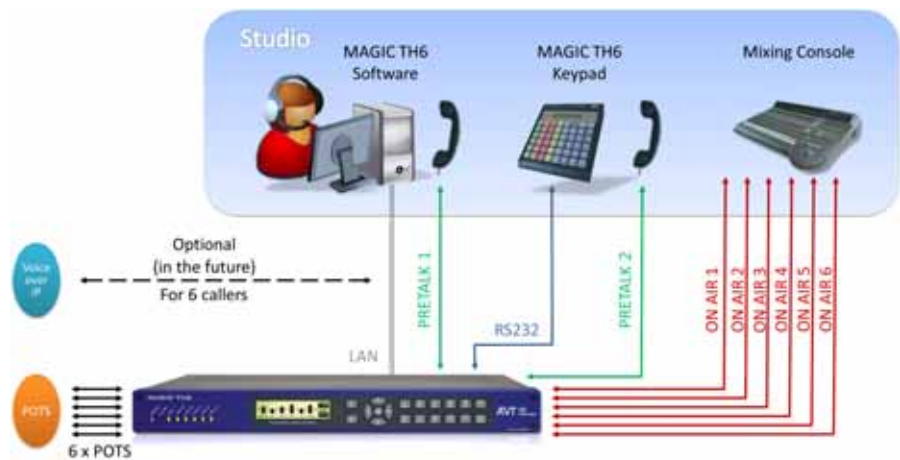 Studio
MAGIC TH6
Software
MAGIC TH6
Keypad
Mixing Console
Voice
over
IP
Optional
(in the future)
For 6 callers
PRETALK 1
RS232
PRETALK 2
ON AIR 1
ON AIR 2
ON AIR 3
ON AIR 4
ON AIR 5
ON AIR 6
LAN
POTS
6 x POTS
MAGIC TH6
AVT